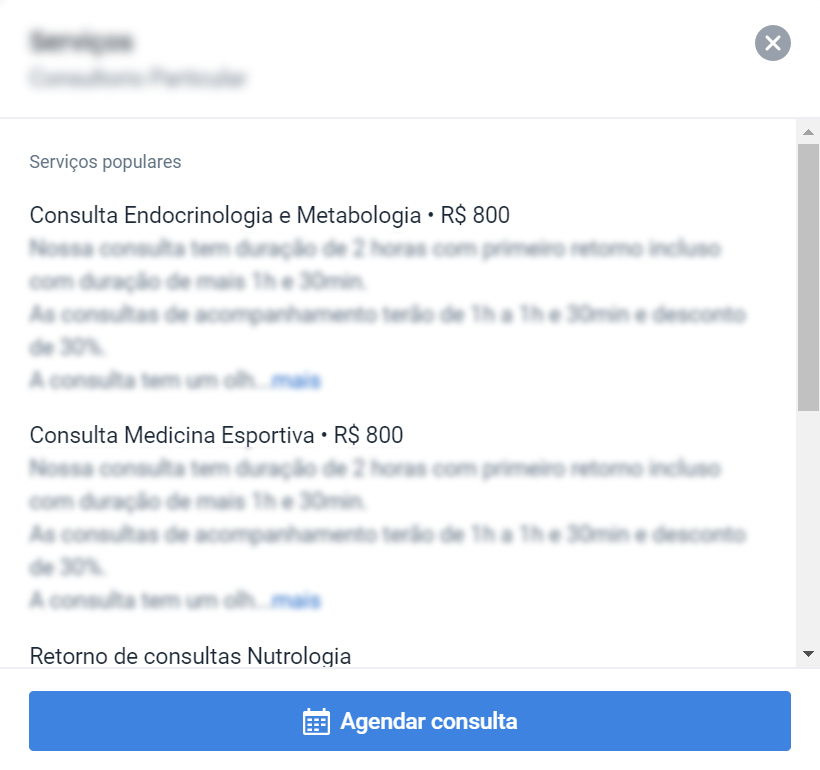 Serviços
Consultorio Particular
Serviços populares
Consulta Endocrinologia e Metabologia • R$ 800
Nossa consulta tem duração de 2 horas com primeiro retorno incluso
com duração de mais 1h e 30min.
As consultas de acompanhamento terão de 1h a 1h e 30min e desconto
de 30%.
A consulta tem um olh...mais
Consulta Medicina Esportiva • R$ 800
Nossa consulta tem duração de 2 horas com primeiro retorno incluso
com duração de mais 1h e 30min.
As consultas de acompanhamento terão de 1h a 1h e 30min e desconto
de 30%.
A consulta tem um olh...mais
Retorno de consultas Nutrologia
Agendar consulta